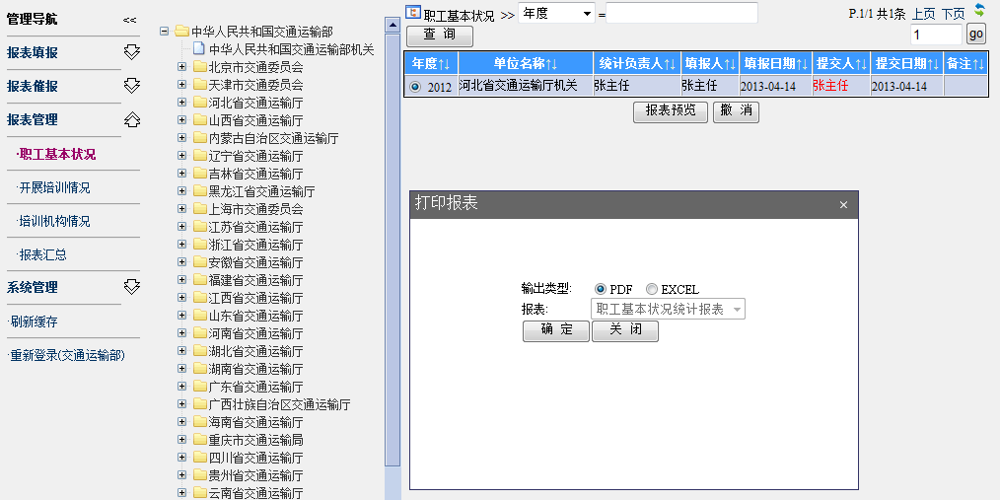 管理导航 <<
报表填报
报表催报
报表管理
·职工基本状况
·开展培训情况
·培训机构情况
·报表汇总
系统管理
·刷新缓存
·重新登录(交通运输部)
中华人民共和国交通运输部
中华人民共和国交通运输部机关
北京市交通委员会
天津市交通委员会
河北省交通运输厅
山西省交通运输厅
内蒙古自治区交通运输厅
辽宁省交通运输厅
吉林省交通运输厅
黑龙江省交通运输厅
上海市交通委员会
江苏省交通运输厅
浙江省交通运输厅
安徽省交通运输厅
福建省交通运输厅
江西省交通运输厅
山东省交通运输厅
河南省交通运输厅
湖北省交通运输厅
湖南省交通运输厅
广东省交通运输厅
广西壮族自治区交通运输厅
海南省交通运输厅
重庆市交通运输局
四川省交通运输厅
贵州省交通运输厅
云南省交通运输厅
职工基本状况 >> 年度 =
P.1/1 共1条 上页 下页
查 询
1 go
年度↑↓ 单位名称↑↓ 统计负责人↑↓ 填报人↑↓ 填报日期↑↓ 提交人↑↓ 提交日期↑↓ 备注↑↓
2012 河北省交通运输厅机关 张主任 张主任 2013-04-14 张主任 2013-04-14
报表预览 撤 消
打印报表 ×
输出类型: PDF EXCEL
报表: 职工基本状况统计报表
确 定 关 闭